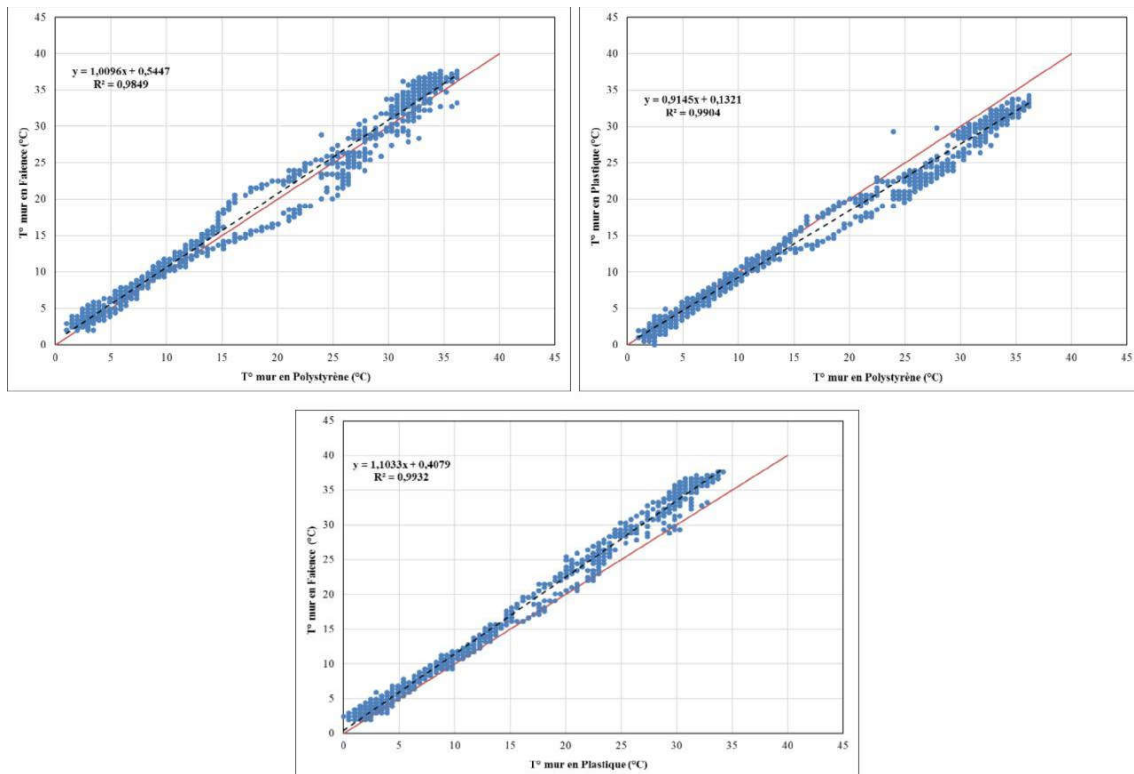 45
40
35
30
25
20
15
10
5
0
T° mur en Faïence (°C)
y = 1,0096x + 0,5447
R² = 0,9849
0 5 10 15 20 25 30 35 40 45
T° mur en Polystyrène (°C)
45
40
35
30
25
20
15
10
5
0
T° mur en Plastique (°C)
y = 0,9145x + 0,1321
R² = 0,9904
0 5 10 15 20 25 30 35 40 45
T° mur en Polystyrène (°C)
45
40
35
30
25
20
15
10
5
0
T° mur en Faïence (°C)
y = 1,1033x + 0,4079
R² = 0,9932
0 5 10 15 20 25 30 35 40 45
T° mur en Plastique (°C)